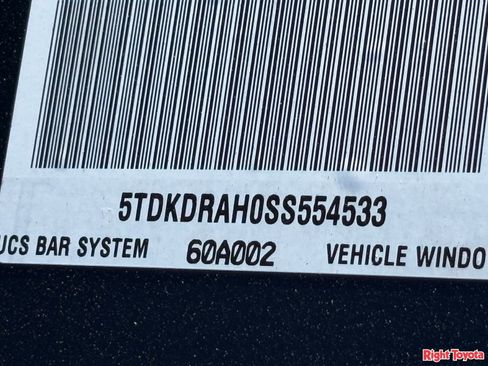 5TDKDRAH0SS554533
UCS BAR SYSTEM 60A002 VEHICLE WINDO
Right Toyota